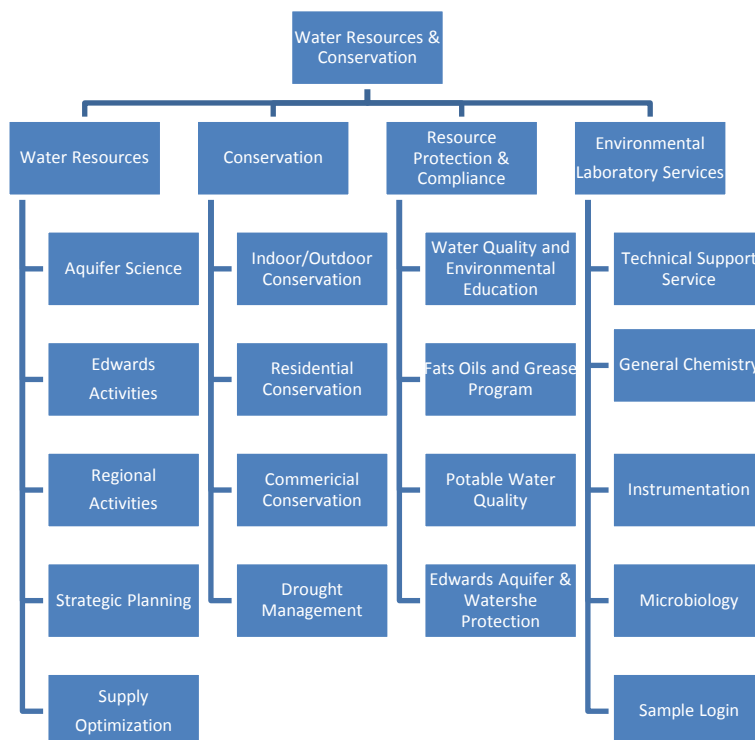 Water Resources &
Conservation
Water Resources
Conservation
Resource
Protection &
Compliance
Environmental
Laboratory Services
Aquifer Science
Edwards
Activities
Regional
Activities
Strategic Planning
Supply
Optimization
Indoor/Outdoor
Conservation
Residential
Conservation
Commericial
Conservation
Drought
Management
Water Quality and
Environmental
Education
Fats Oils and Grease
Program
Potable Water
Quality
Edwards Aquifer &
Watershe
Protection
Technical Support
Service
General Chemistry
Instrumentation
Microbiology
Sample Login